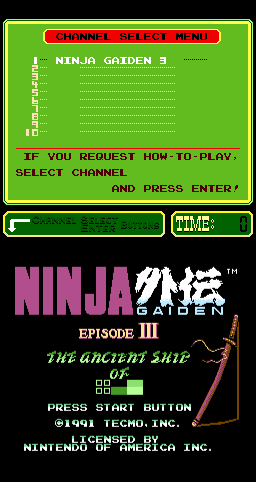 CHANNEL SELECT MENU
1 NINJA GAIDEN 3
2
3
4
5
6
7
8
9
10
IF YOU REQUEST HOW-TO-PLAY,
SELECT CHANNEL
AND PRESS ENTER!
CHANNEL SELECT
ENTER BUTTONS
TIME: 0
NINJA 外伝 ™
GAIDEN
EPISODE III
THE ANCIENT SHIP
OF
PRESS START BUTTON
©1991 TECMO, INC.
LICENSED BY
NINTENDO OF AMERICA INC.